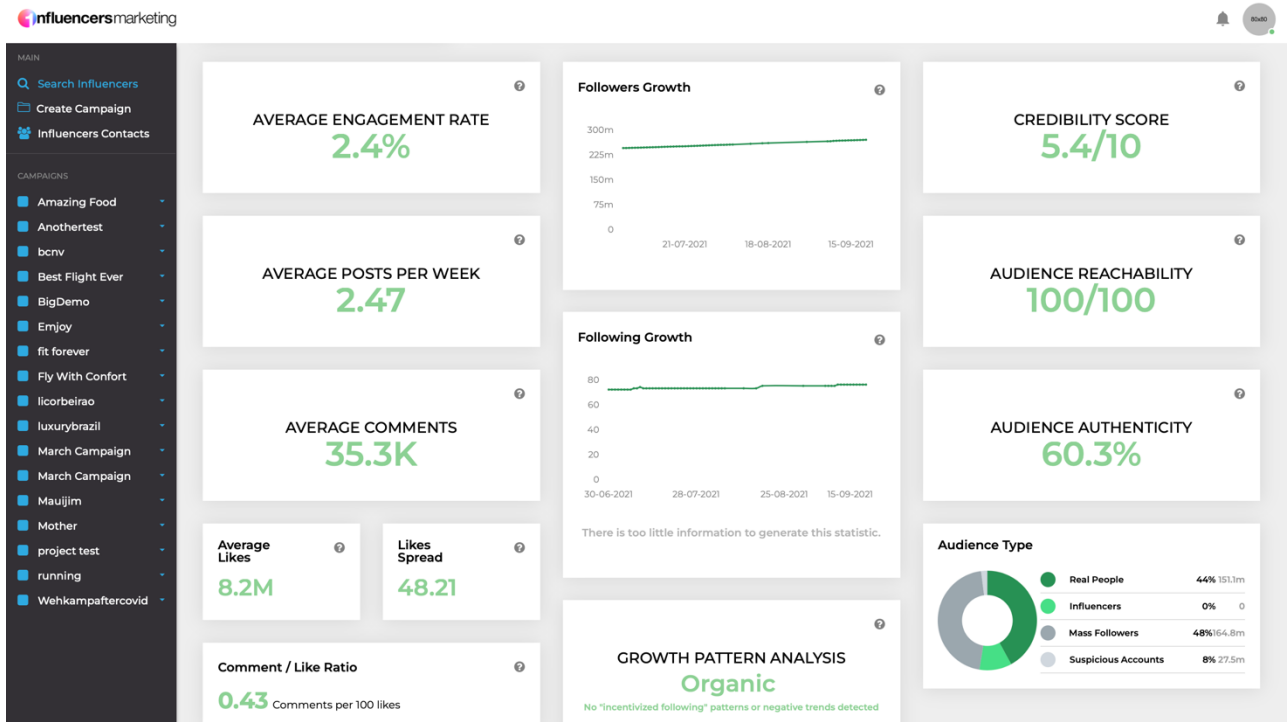 influencersmarketing
80x80
MAIN
Search Influencers
Create Campaign
Influencers Contacts
CAMPAIGNS
Amazing Food
Anothertest
bcnv
Best Flight Ever
BigDemo
Emjoy
fit forever
Fly With Confort
licorbeirao
luxurybrazil
March Campaign
March Campaign
Mauijim
Mother
project test
running
Wehkampaftercovid
AVERAGE ENGAGEMENT RATE
2.4%
AVERAGE POSTS PER WEEK
2.47
AVERAGE COMMENTS
35.3K
Average
Likes
8.2M
Likes
Spread
48.21
Comment / Like Ratio
0.43 Comments per 100 likes
Followers Growth
300m
225m
150m
75m
0
21-07-2021 18-08-2021 15-09-2021
Following Growth
80
60
40
20
0
30-06-2021 28-07-2021 25-08-2021 15-09-2021
There is too little information to generate this statistic.
GROWTH PATTERN ANALYSIS
Organic
No "incentivized following" patterns or negative trends detected
CREDIBILITY SCORE
5.4/10
AUDIENCE REACHABILITY
100/100
AUDIENCE AUTHENTICITY
60.3%
Audience Type
Real People 44% 151.1m
Influencers 0% 0
Mass Followers 48%164.8m
Suspicious Accounts 8% 27.5m